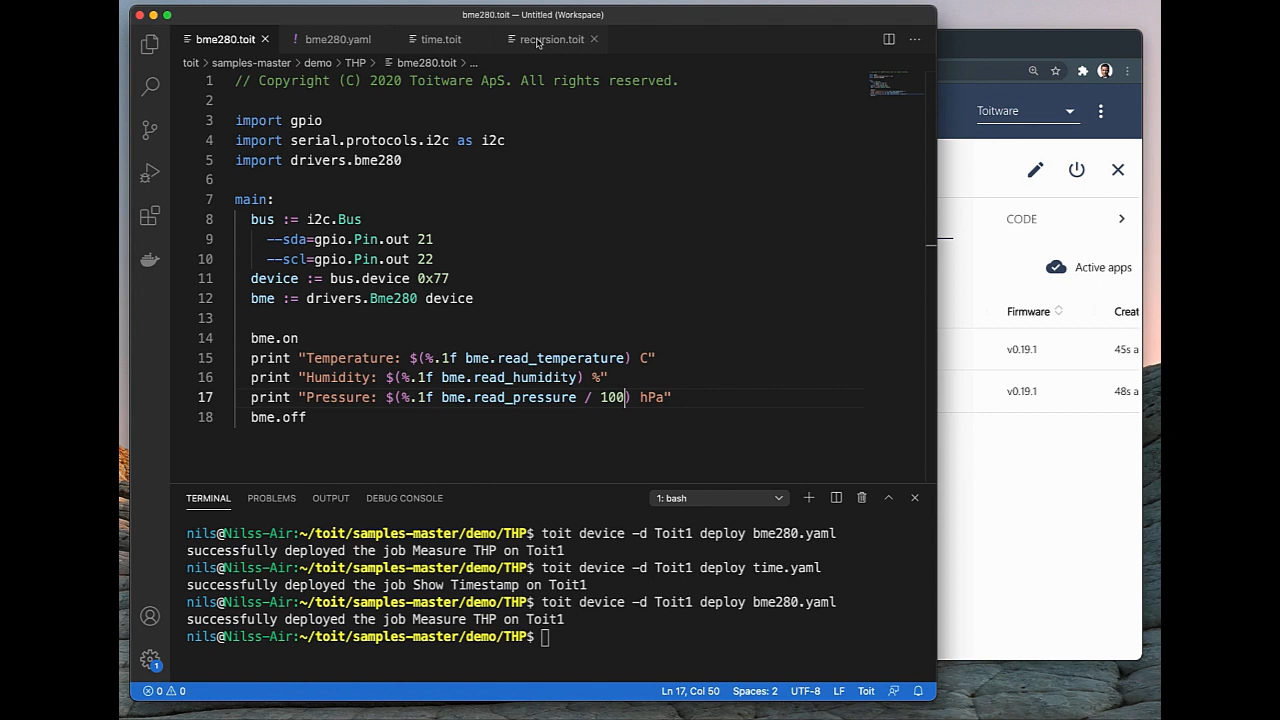 bme280.toit — Untitled (Workspace)
bme280.toit
bme280.yaml
time.toit
recursion.toit
toit > samples-master > demo > THP > bme280.toit > ...
1 // Copyright (C) 2020 Toitware ApS. All rights reserved.
2
3 import gpio
4 import serial.protocols.i2c as i2c
5 import drivers.bme280
6
7 main:
8 bus := i2c.Bus
9 --sda=gpio.Pin.out 21
10 --scl=gpio.Pin.out 22
11 device := bus.device 0x77
12 bme := drivers.Bme280 device
13
14 bme.on
15 print "Temperature: $(%.1f bme.read_temperature) C"
16 print "Humidity: $(%.1f bme.read_humidity) %"
17 print "Pressure: $(%.1f bme.read_pressure / 100) hPa"
18 bme.off
TERMINAL PROBLEMS OUTPUT DEBUG CONSOLE 1: bash
nils@Nilss-Air:~/toit/samples-master/demo/THP$ toit device -d Toit1 deploy bme280.yaml
successfully deployed the job Measure THP on Toit1
nils@Nilss-Air:~/toit/samples-master/demo/THP$ toit device -d Toit1 deploy time.yaml
successfully deployed the job Show Timestamp on Toit1
nils@Nilss-Air:~/toit/samples-master/demo/THP$ toit device -d Toit1 deploy bme280.yaml
successfully deployed the job Measure THP on Toit1
nils@Nilss-Air:~/toit/samples-master/demo/THP$
1
0 0 Ln 17, Col 50 Spaces: 2 UTF-8 LF Toit
Toitware
CODE
Active apps
Firmware Creat
v0.19.1 45s a
v0.19.1 48s a